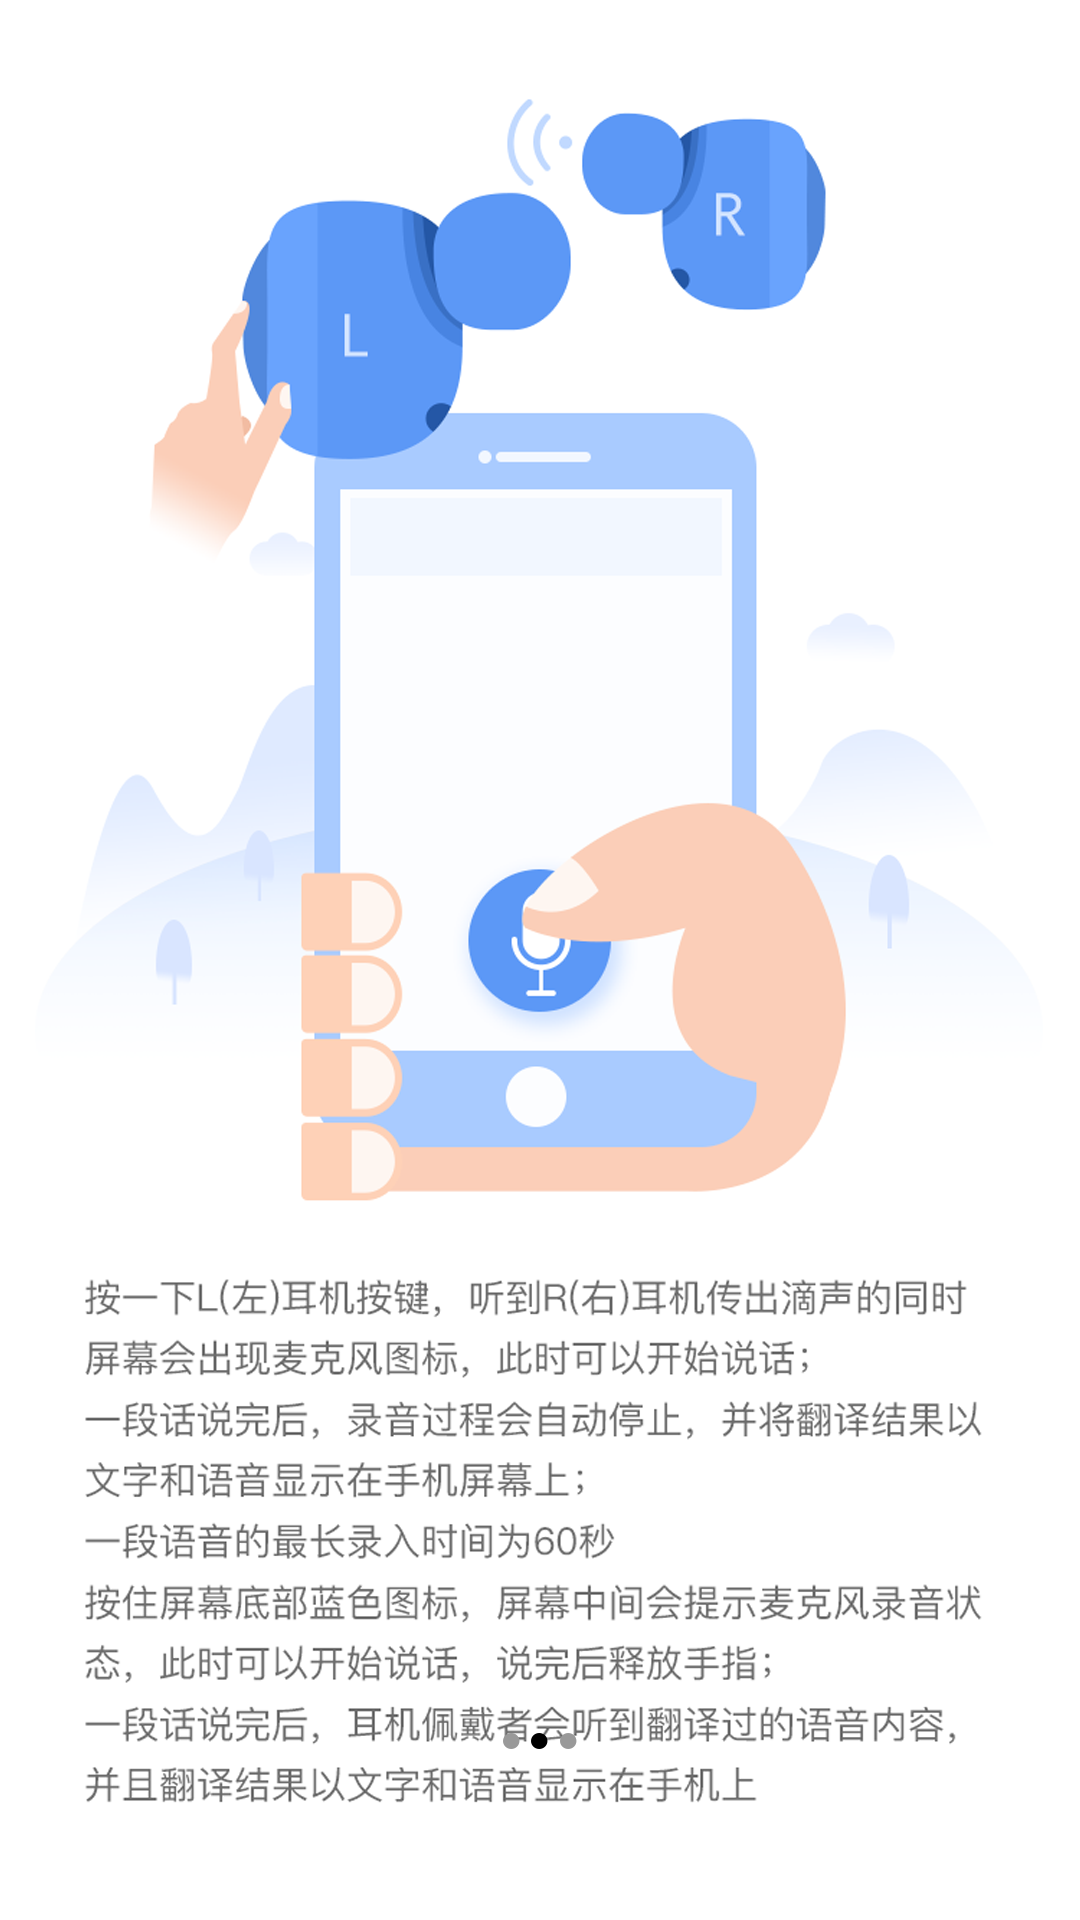 R
L
按一下L(左)耳机按键，听到R(右)耳机传出滴声的同时
屏幕会出现麦克风图标，此时可以开始说话；
一段话说完后，录音过程会自动停止，并将翻译结果以
文字和语音显示在手机屏幕上；
一段语音的最长录入时间为60秒
按住屏幕底部蓝色图标，屏幕中间会提示麦克风录音状
态，此时可以开始说话，说完后释放手指；
一段话说完后，耳机佩戴者会听到翻译过的语音内容，
并且翻译结果以文字和语音显示在手机上